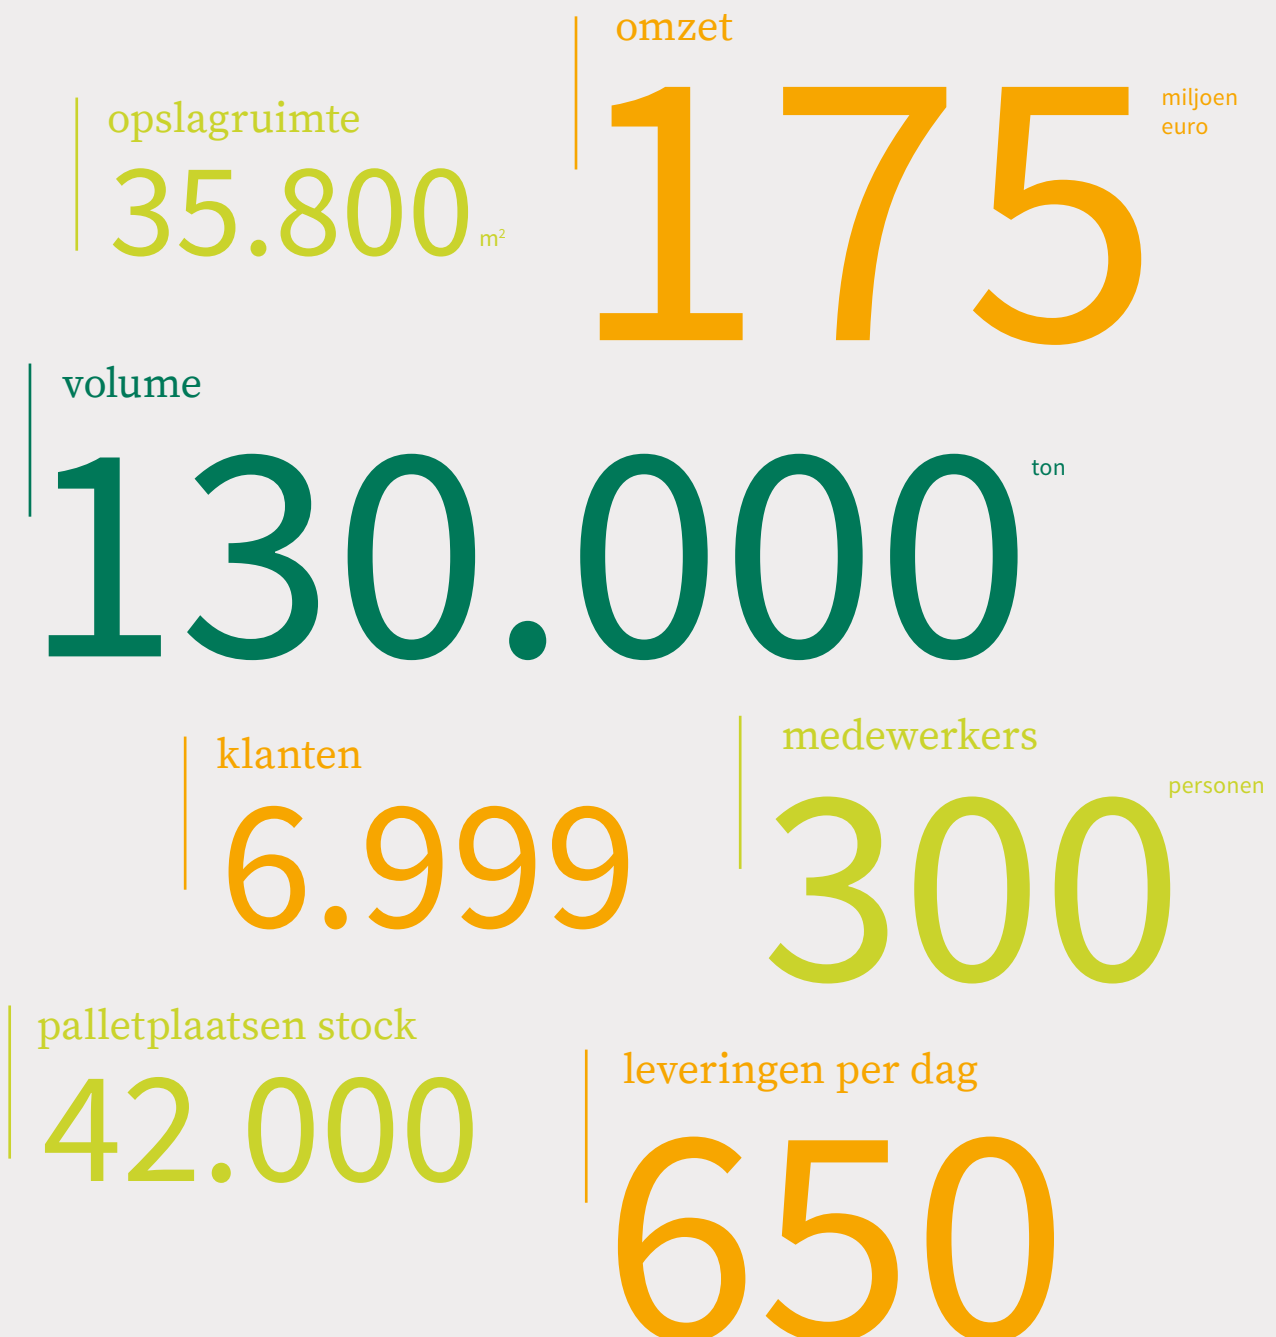 omzet
175 miljoen
euro
opslagruimte
35.800 m²
volume
130.000 ton
klanten
6.999
medewerkers
300 personen
palletplaatsen stock
42.000
leveringen per dag
650